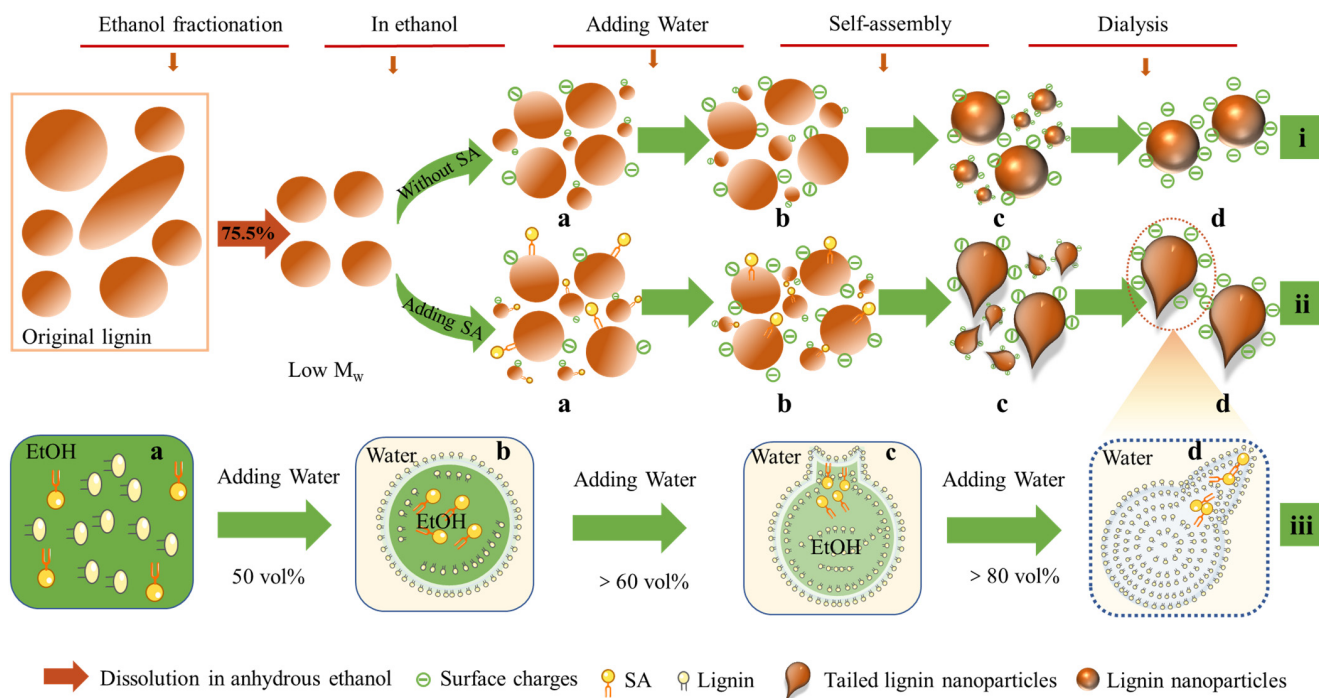 Ethanol fractionation
In ethanol
Adding Water
Self-assembly
Dialysis
Without SA
a
b
c
d
i
75.5%
Original lignin
Low Mw
Adding SA
a
b
c
d
ii
EtOH
a
Adding Water
50 vol%
Water
b
EtOH
Adding Water
> 60 vol%
Water
c
EtOH
Adding Water
> 80 vol%
Water
d
iii
Dissolution in anhydrous ethanol
Surface charges
SA
Lignin
Tailed lignin nanoparticles
Lignin nanoparticles